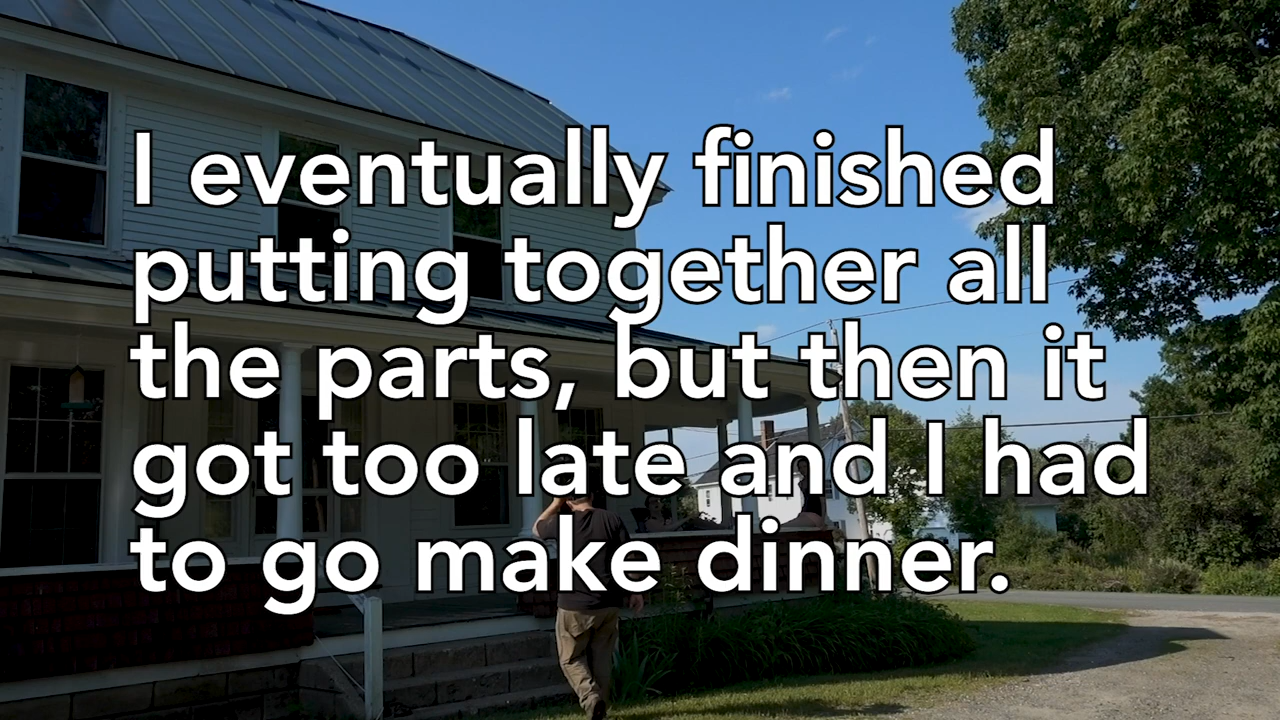 I eventually finished
putting together all
the parts, but then it
got too late and I had
to go make dinner.